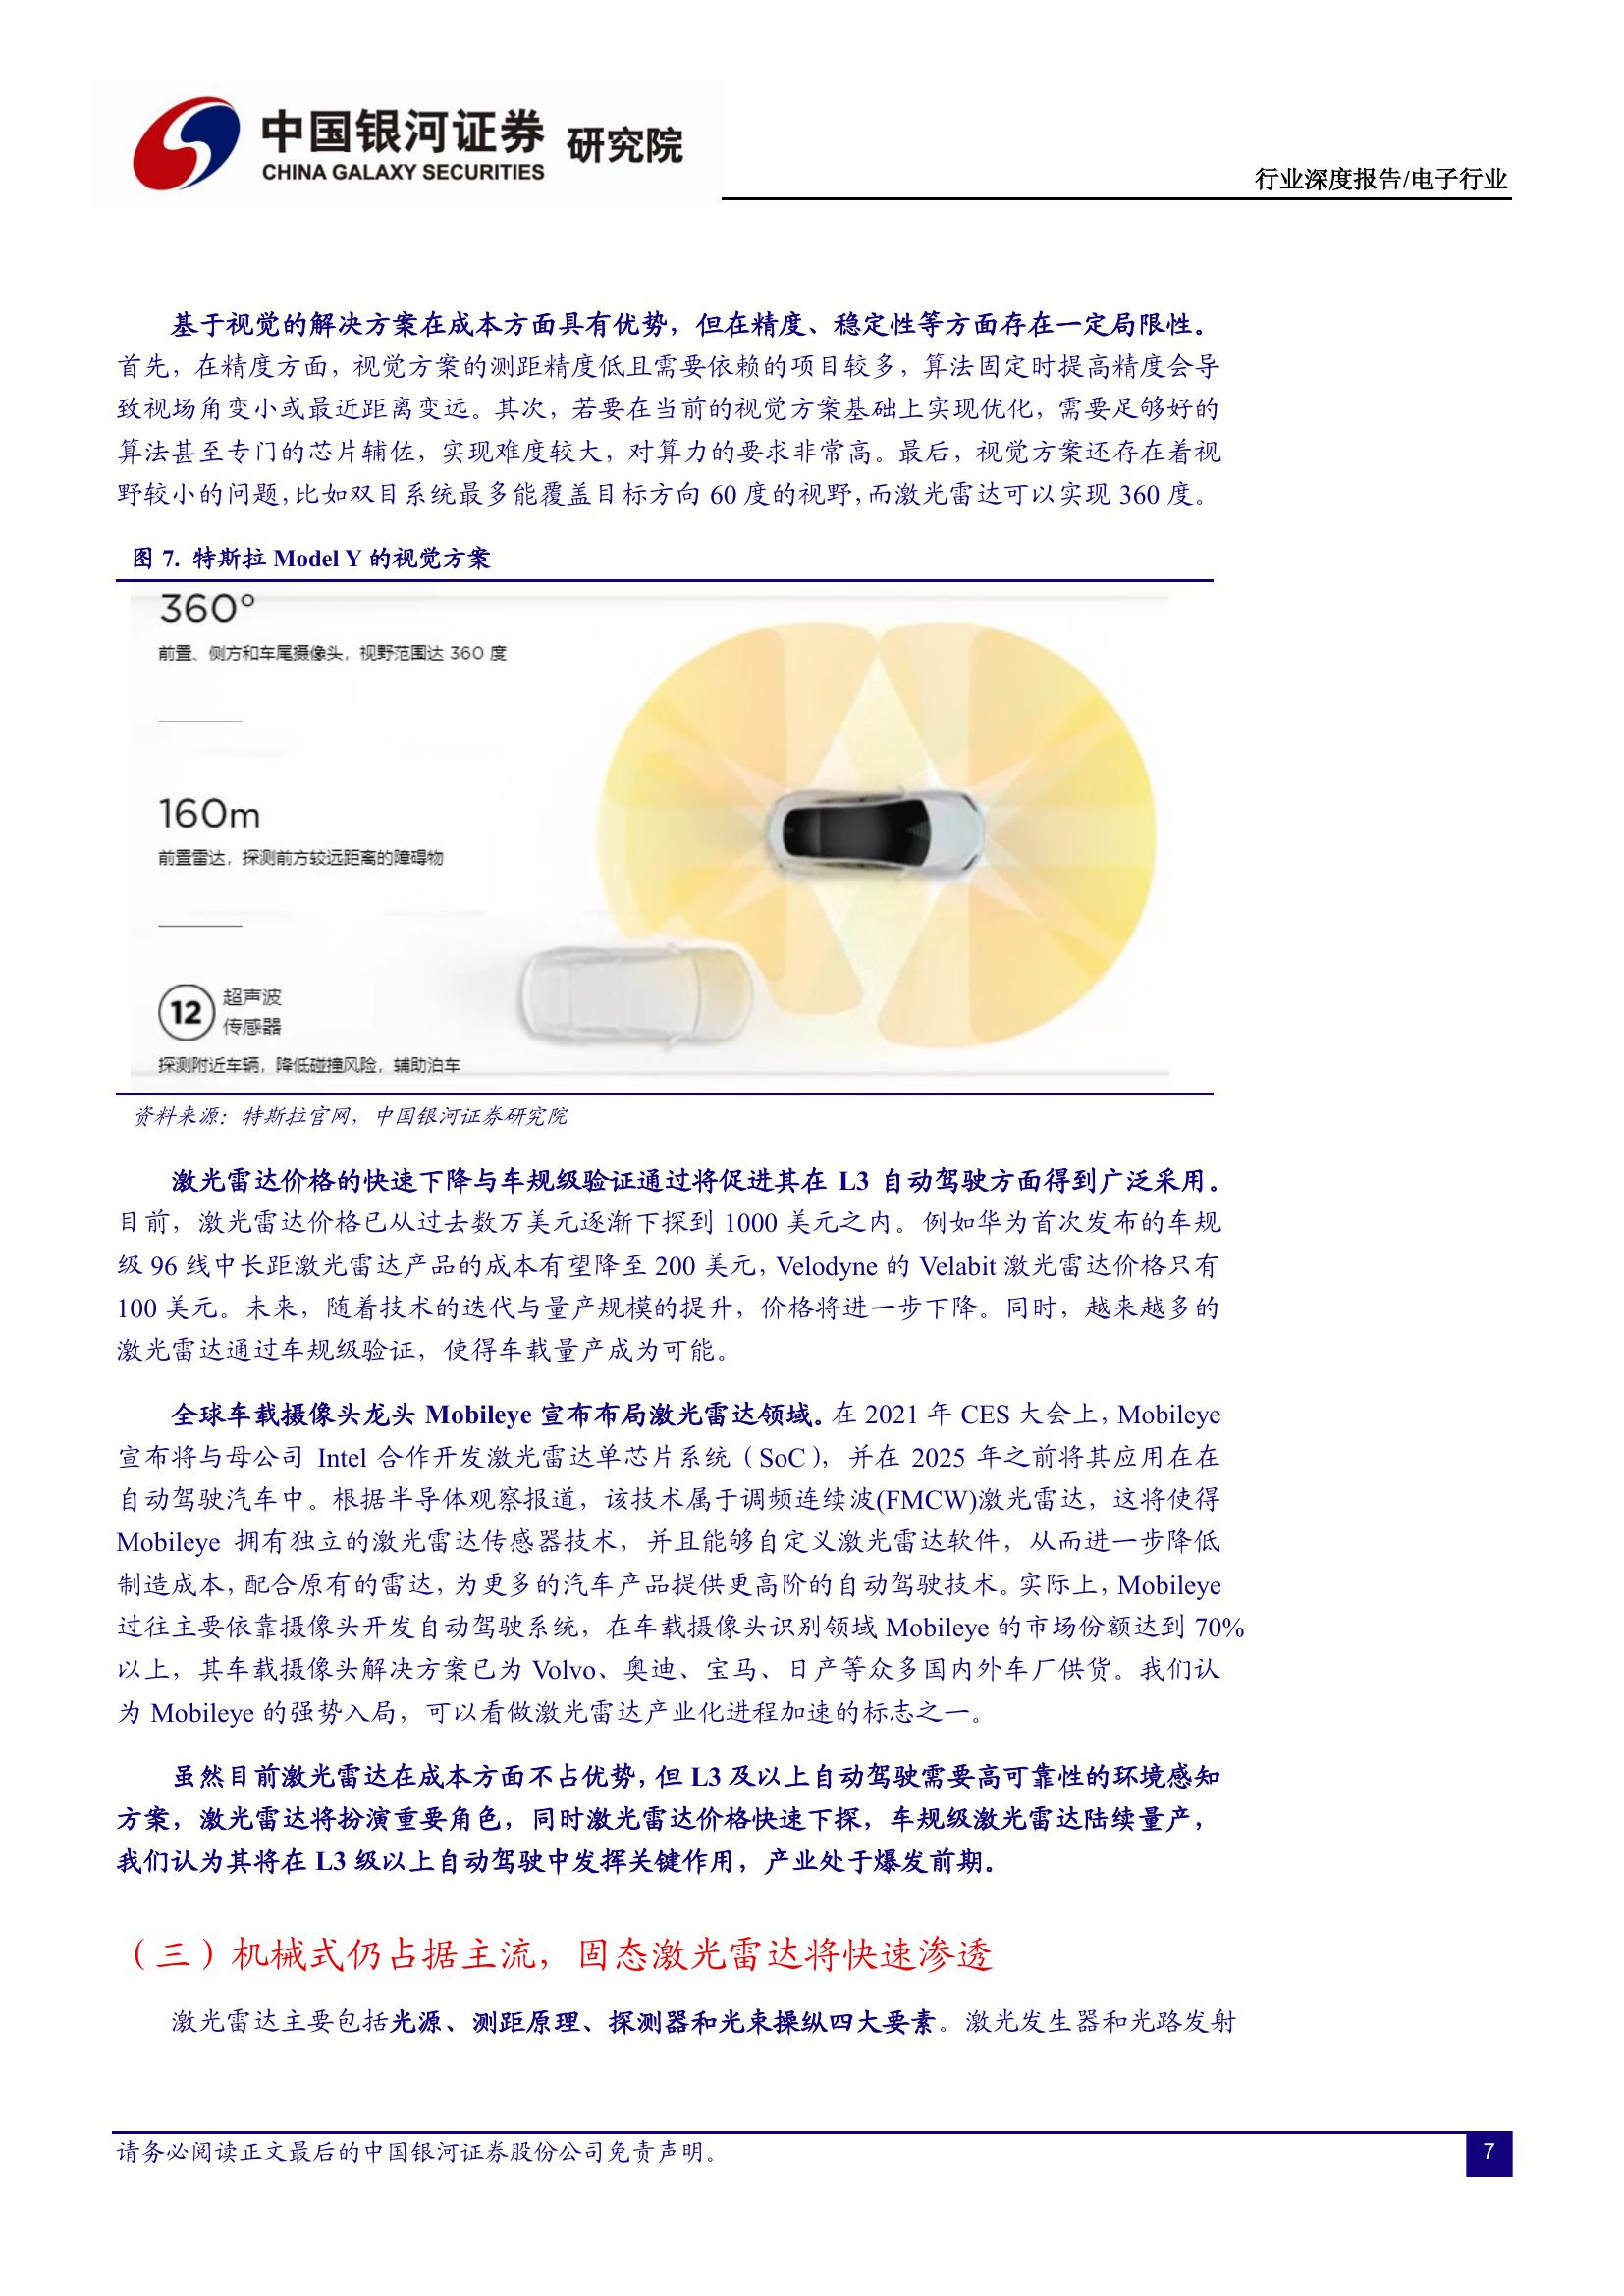 中国银河证券 研究院
CHINA GALAXY SECURITIES
行业深度报告/电子行业
基于视觉的解决方案在成本方面具有优势，但在精度、稳定性等方面存在一定局限性。
首先，在精度方面，视觉方案的测距精度低且需要依赖的项目较多，算法固定时提高精度会导
致视场角变小或最近距离变远。其次，若要在当前的视觉方案基础上实现优化，需要足够好的
算法甚至专门的芯片辅佐，实现难度较大，对算力的要求非常高。最后，视觉方案还存在着视
野较小的问题，比如双目系统最多能覆盖目标方向 60 度的视野，而激光雷达可以实现 360 度。
图 7. 特斯拉 Model Y 的视觉方案
360°
前置、侧方和车尾摄像头，视野范围达 360 度
160m
前置雷达，探测前方较远距离的障碍物
12 超声波
传感器
探测附近车辆，降低碰撞风险，辅助泊车
资料来源：特斯拉官网，中国银河证券研究院
激光雷达价格的快速下降与车规级验证通过将促进其在 L3 自动驾驶方面得到广泛采用。
目前，激光雷达价格已从过去数万美元逐渐下探到 1000 美元之内。例如华为首次发布的车规
级 96 线中长距激光雷达产品的成本有望降至 200 美元，Velodyne 的 Velabit 激光雷达价格只有
100 美元。未来，随着技术的迭代与量产规模的提升，价格将进一步下降。同时，越来越多的
激光雷达通过车规级验证，使得车载量产成为可能。
全球车载摄像头龙头 Mobileye 宣布布局激光雷达领域。在 2021 年 CES 大会上，Mobileye
宣布将与母公司 Intel 合作开发激光雷达单芯片系统（SoC），并在 2025 年之前将其应用在在
自动驾驶汽车中。根据半导体观察报道，该技术属于调频连续波(FMCW)激光雷达，这将使得
Mobileye 拥有独立的激光雷达传感器技术，并且能够自定义激光雷达软件，从而进一步降低
制造成本，配合原有的雷达，为更多的汽车产品提供更高阶的自动驾驶技术。实际上，Mobileye
过往主要依靠摄像头开发自动驾驶系统，在车载摄像头识别领域 Mobileye 的市场份额达到 70%
以上，其车载摄像头解决方案已为 Volvo、奥迪、宝马、日产等众多国内外车厂供货。我们认
为 Mobileye 的强势入局，可以看做激光雷达产业化进程加速的标志之一。
虽然目前激光雷达在成本方面不占优势，但 L3 及以上自动驾驶需要高可靠性的环境感知
方案，激光雷达将扮演重要角色，同时激光雷达价格快速下探，车规级激光雷达陆续量产，
我们认为其将在 L3 级以上自动驾驶中发挥关键作用，产业处于爆发前期。
（三）机械式仍占据主流，固态激光雷达将快速渗透
激光雷达主要包括光源、测距原理、探测器和光束操纵四大要素。激光发生器和光路发射
请务必阅读正文最后的中国银河证券股份公司免责声明。
7